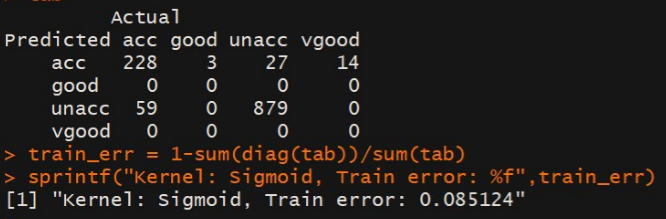 Actual
Predicted acc good unacc vgood
acc 228 3 27 14
good 0 0 0 0
unacc 59 0 879 0
vgood 0 0 0 0
> train_err = 1-sum(diag(tab))/sum(tab)
> sprintf("Kernel: Sigmoid, Train error: %f",train_err)
[1] "Kernel: Sigmoid, Train error: 0.085124"